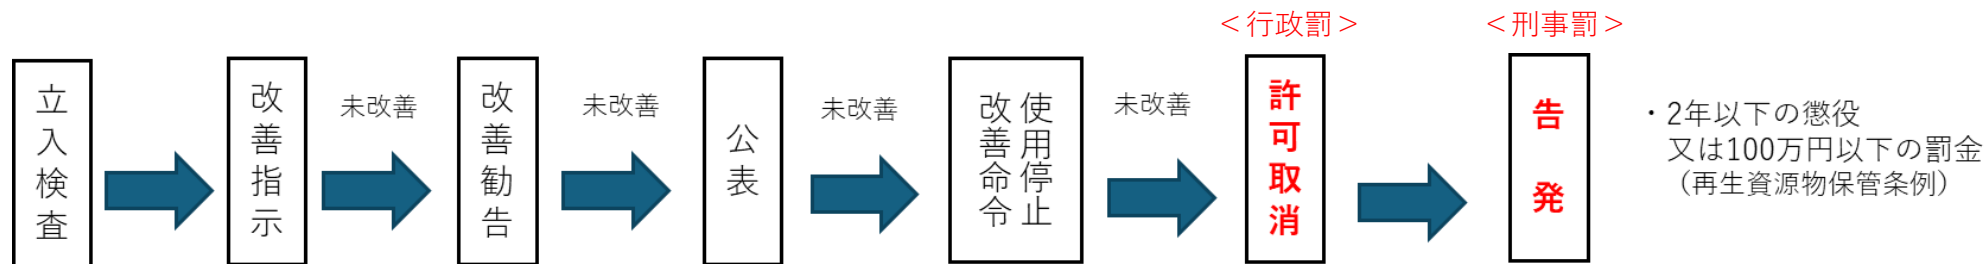 立入検査
改善指示
未改善
改善勧告
未改善
公表
未改善
使用停止
改善命令
未改善
＜行政罰＞
許可取消
＜刑事罰＞
告発
・2年以下の懲役
又は100万円以下の罰金
（再生資源物保管条例）